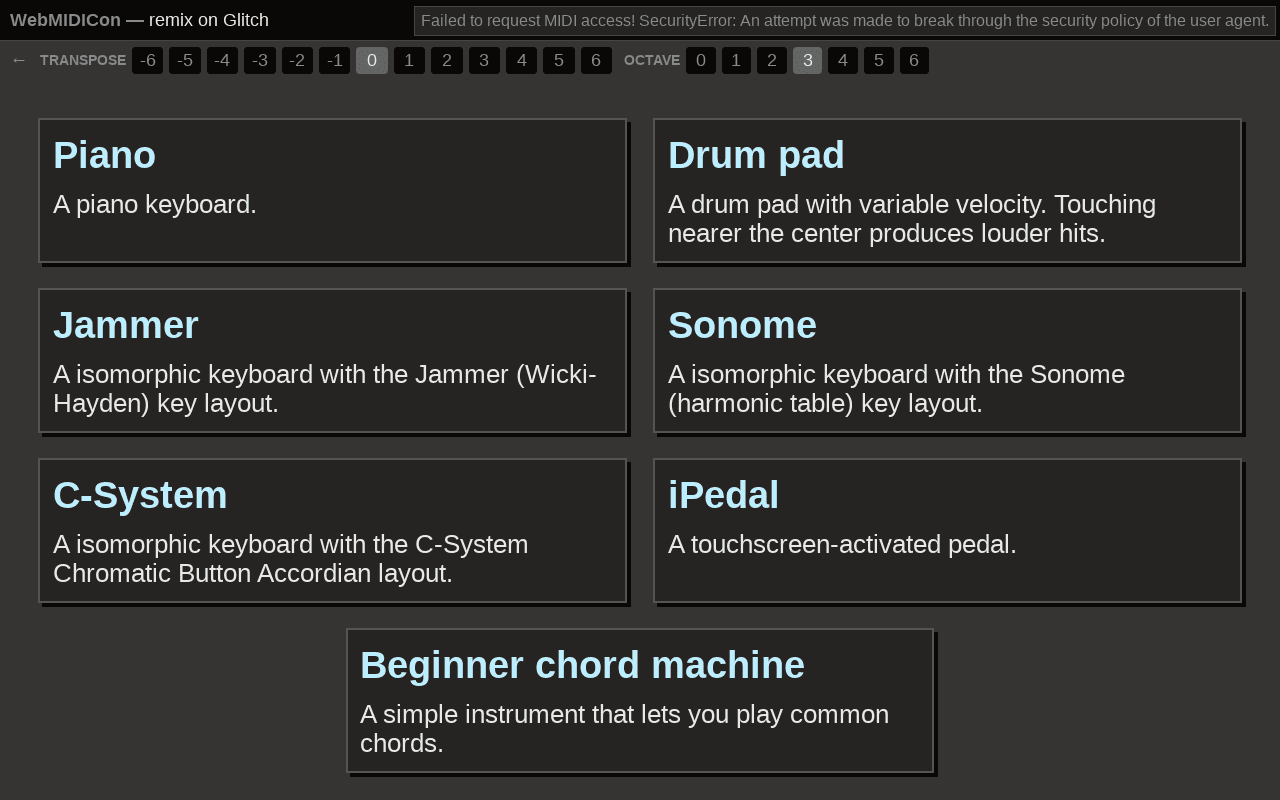 WebMIDICon — remix on Glitch
Failed to request MIDI access! SecurityError: An attempt was made to break through the security policy of the user agent.
← TRANSPOSE -6 -5 -4 -3 -2 -1 0 1 2 3 4 5 6 OCTAVE 0 1 2 3 4 5 6
Piano
A piano keyboard.
Drum pad
A drum pad with variable velocity. Touching
nearer the center produces louder hits.
Jammer
A isomorphic keyboard with the Jammer (Wicki-
Hayden) key layout.
Sonome
A isomorphic keyboard with the Sonome
(harmonic table) key layout.
C-System
A isomorphic keyboard with the C-System
Chromatic Button Accordian layout.
iPedal
A touchscreen-activated pedal.
Beginner chord machine
A simple instrument that lets you play common
chords.